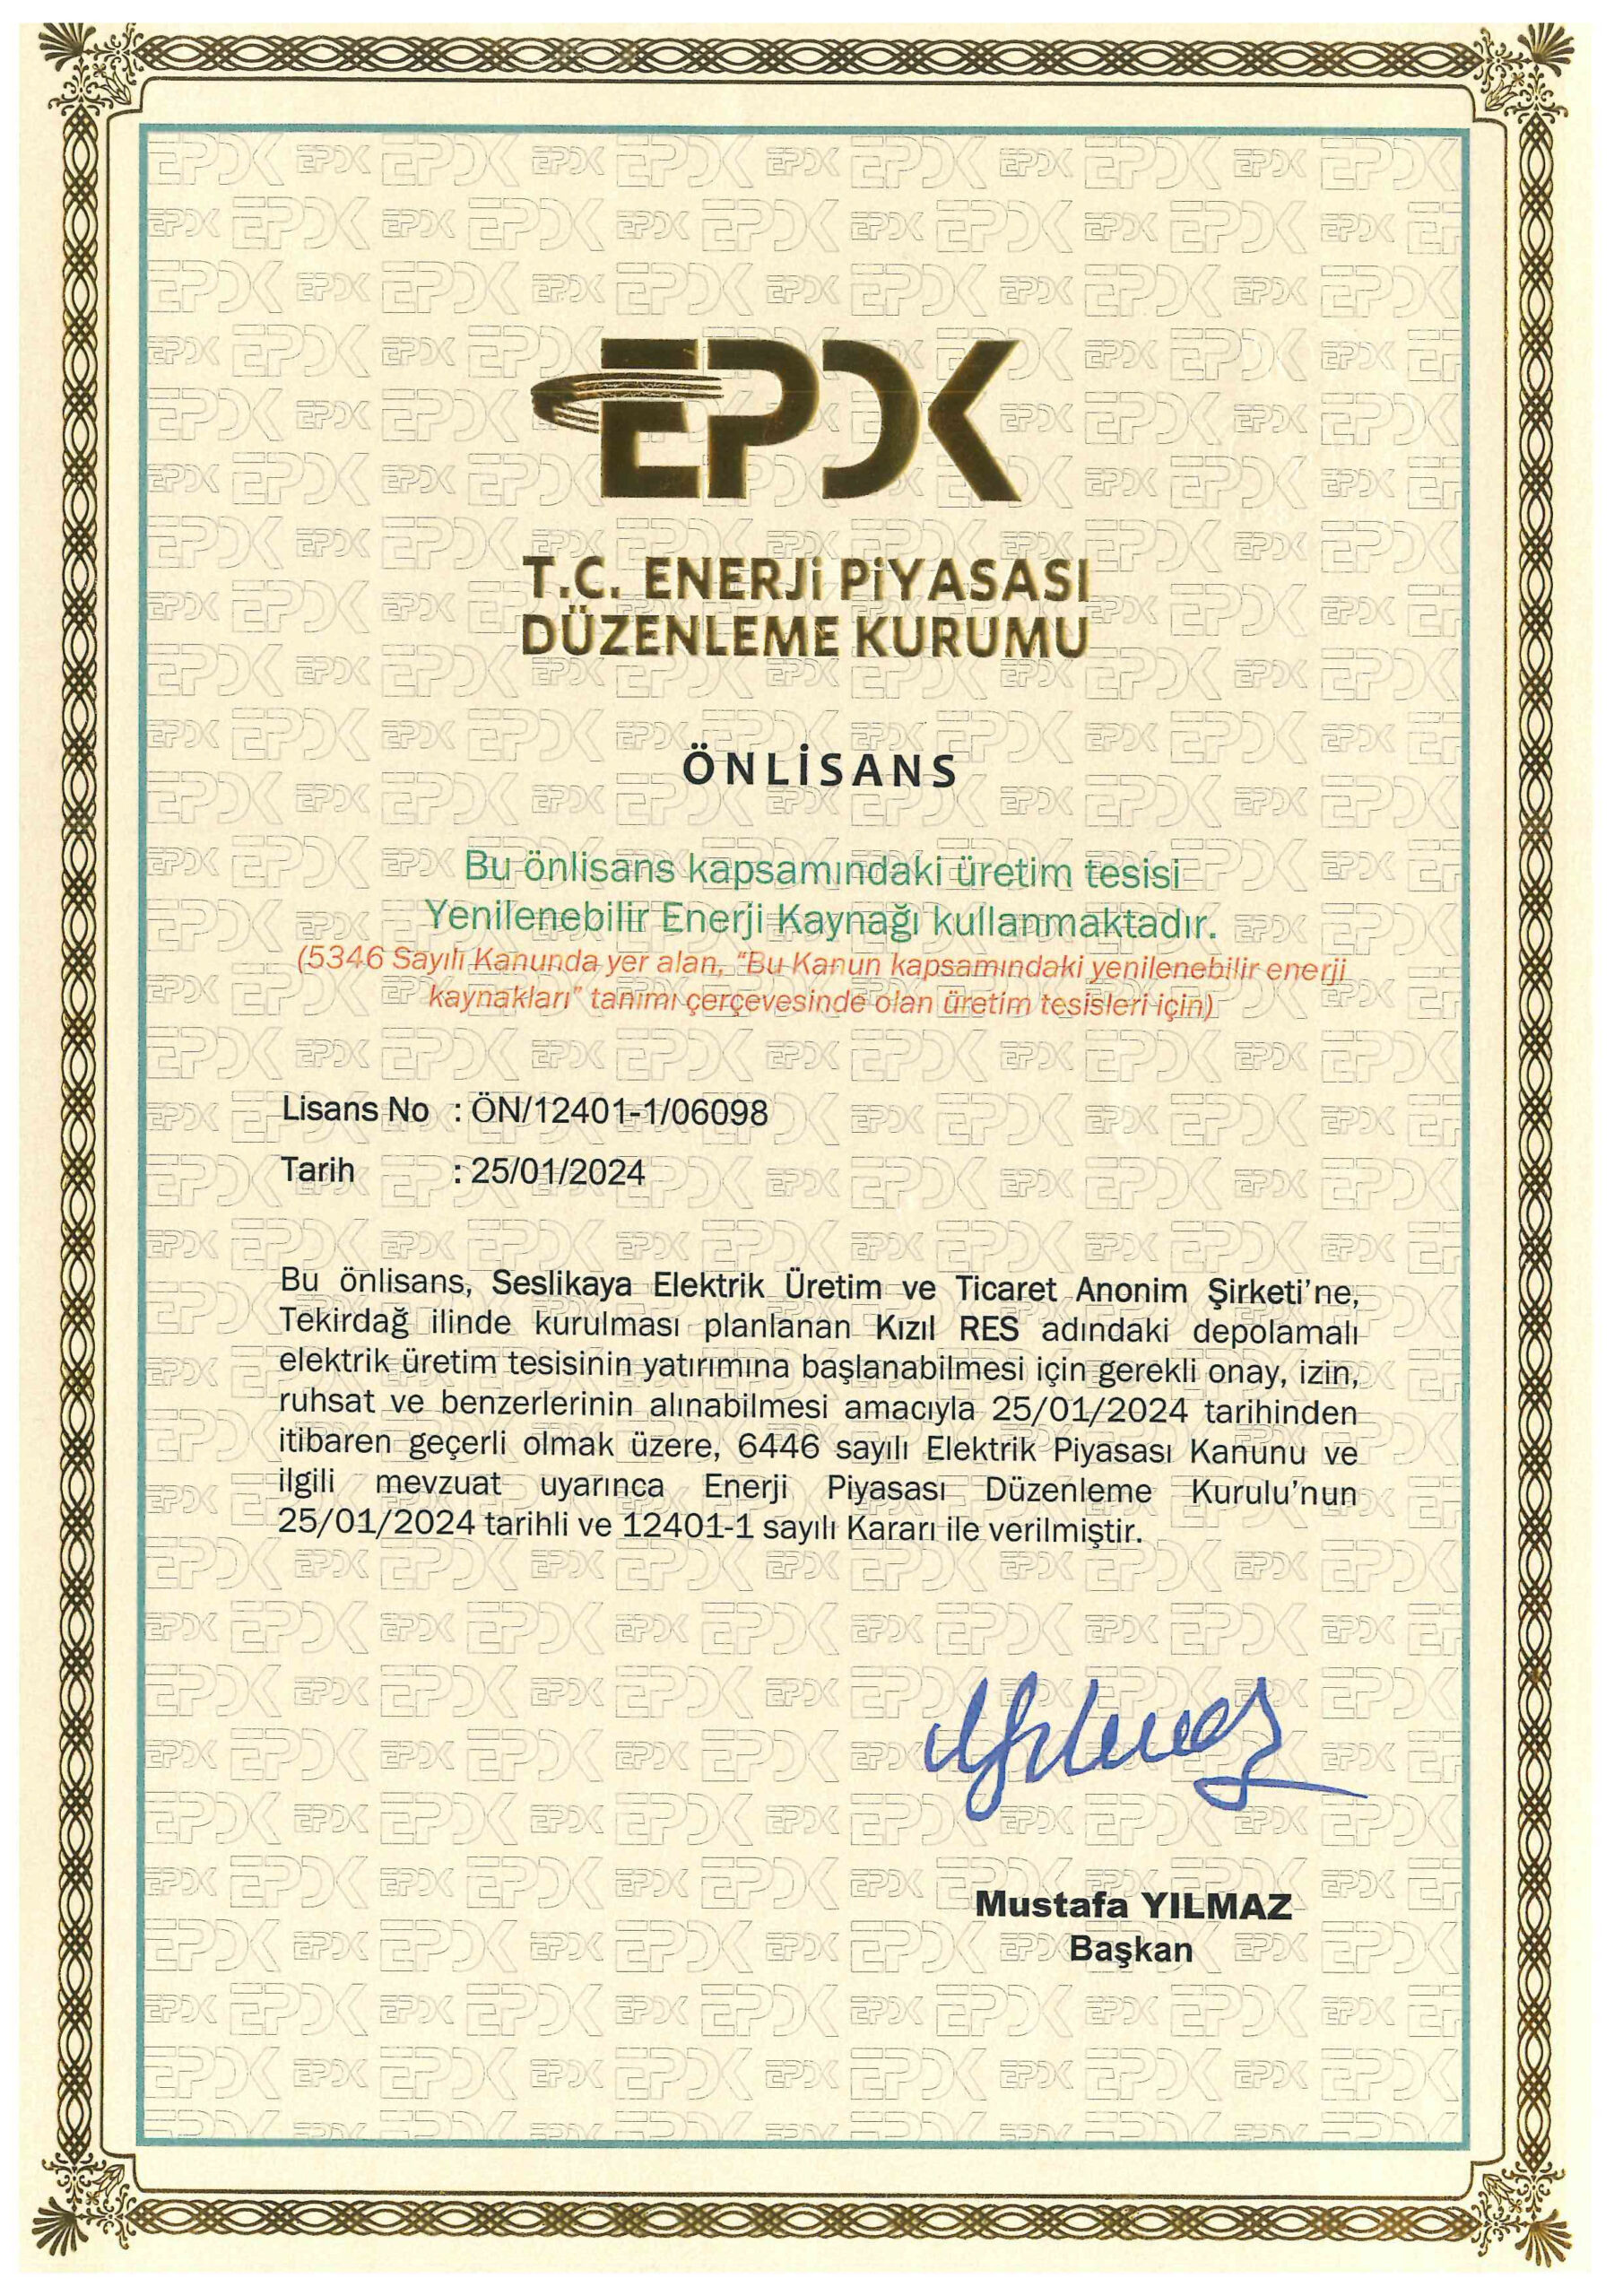 EPDK
T.C. ENERJİ PİYASASI
DÜZENLEME KURUMU
ÖNLİSANS
Bu önlisans kapsamındaki üretim tesisi
Yenilenebilir Enerji Kaynağı kullanmaktadır.
(5346 Sayılı Kanunda yer alan, "Bu Kanun kapsamındaki yenilenebilir enerji
kaynakları" tanımı çerçevesinde olan üretim tesisleri için)
Lisans No : ÖN/12401-1/06098
Tarih : 25/01/2024
Bu önlisans, Seslikaya Elektrik Üretim ve Ticaret Anonim Şirketi'ne,
Tekirdağ ilinde kurulması planlanan Kızıl RES adındaki depolamalı
elektrik üretim tesisinin yatırımına başlanabilmesi için gerekli onay, izin,
ruhsat ve benzerlerinin alınabilmesi amacıyla 25/01/2024 tarihinden
itibaren geçerli olmak üzere, 6446 sayılı Elektrik Piyasası Kanunu ve
ilgili mevzuat uyarınca Enerji Piyasası Düzenleme Kurulu'nun
25/01/2024 tarihli ve 12401-1 sayılı Kararı ile verilmiştir.
Mustafa YILMAZ
Başkan